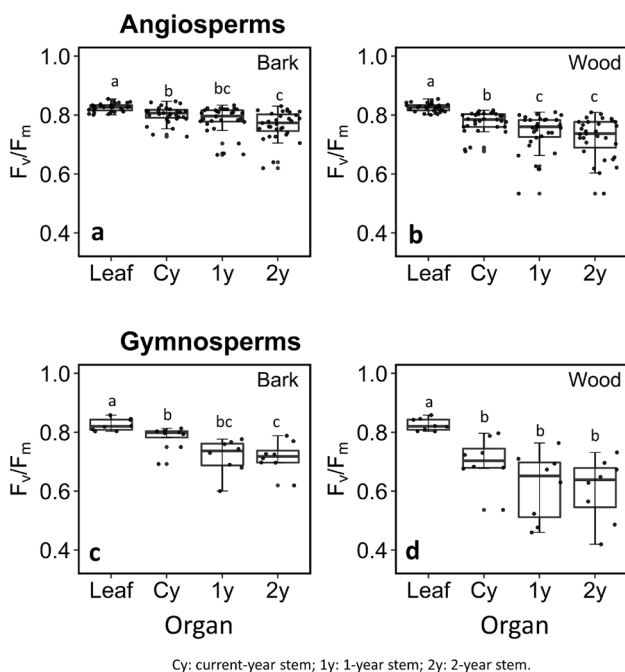 Angiosperms
1.0
0.8
0.6
0.4
Fv/Fm
Bark
a
b
bc
c
a
Leaf
Cy
1y
2y
1.0
0.8
0.6
0.4
Fv/Fm
Wood
a
b
c
c
b
Leaf
Cy
1y
2y
Gymnosperms
1.0
0.8
0.6
0.4
Fv/Fm
Bark
a
b
bc
c
c
Leaf
Cy
1y
2y
Organ
1.0
0.8
0.6
0.4
Fv/Fm
Wood
a
b
b
b
d
Leaf
Cy
1y
2y
Organ
Cy: current-year stem; 1y: 1-year stem; 2y: 2-year stem.